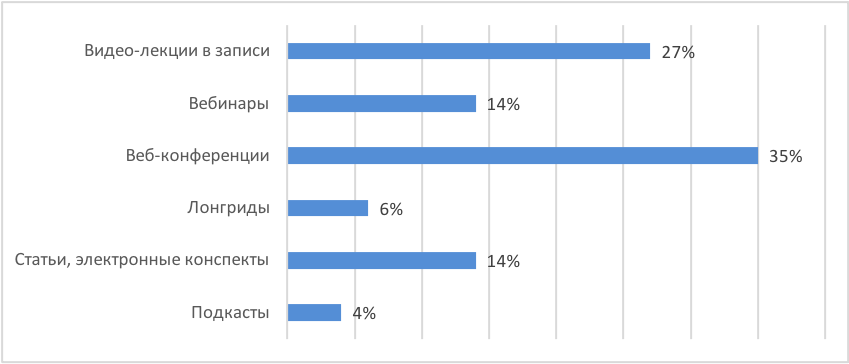 Видео-лекции в записи 27%
Вебинары 14%
Веб-конференции 35%
Лонгриды 6%
Статьи, электронные конспекты 14%
Подкасты 4%